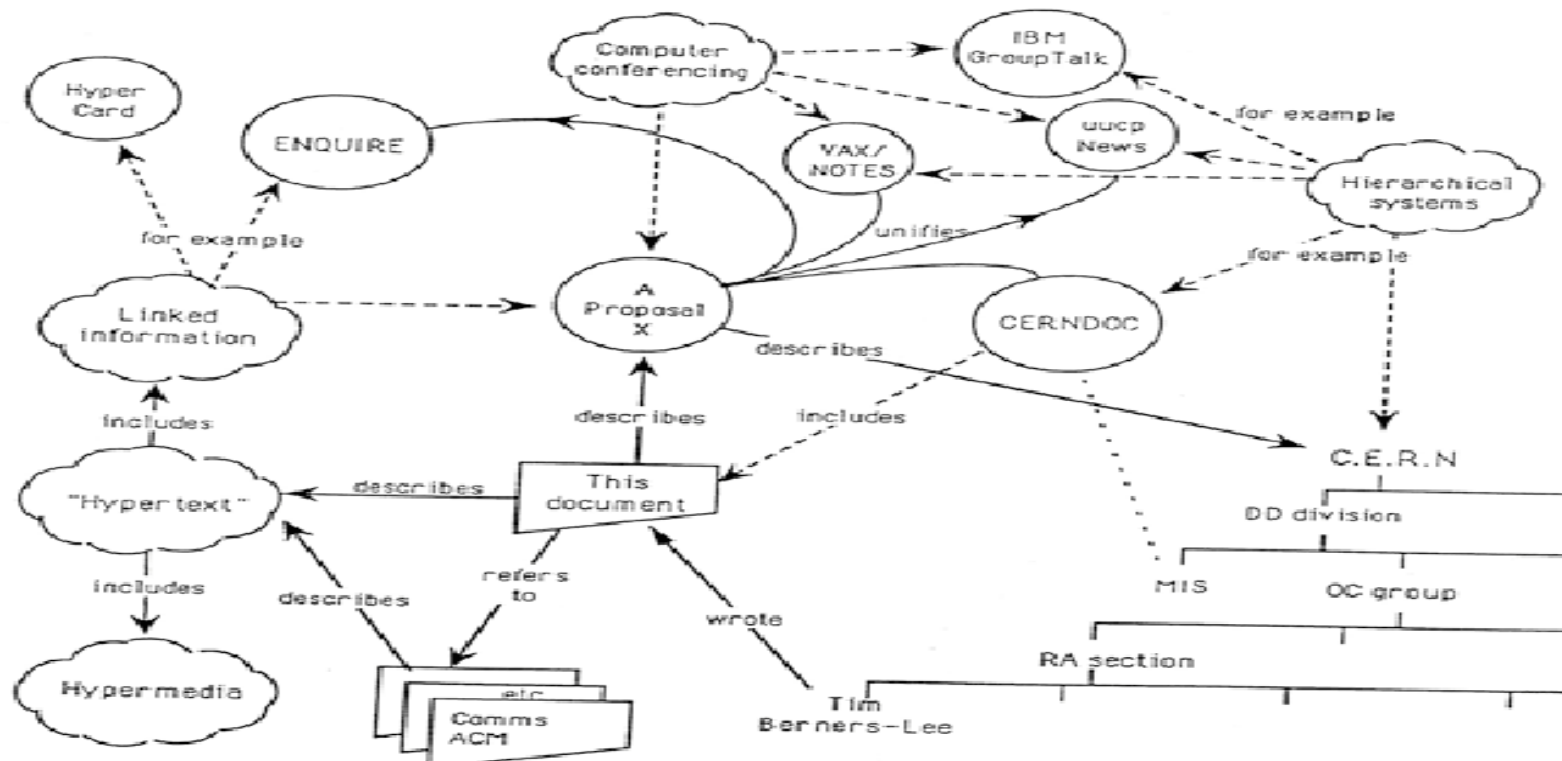 Computer
conferencing
IBM
GroupTalk
Hyper
Card
ENQUIRE
VAX/
NOTES
uucp
News
for example
Hierarchical
systems
for example
unifies
for example
Linked
information
A
Proposal
X
CERNDOC
describes
includes
describes
includes
C.E.R.N
This
document
"Hypertext"
describes
DD division
includes
refers
to
describes
wrote
MIS
OC group
RA section
Hypermedia
etc
Comms
ACM
Tim
Berners-Lee